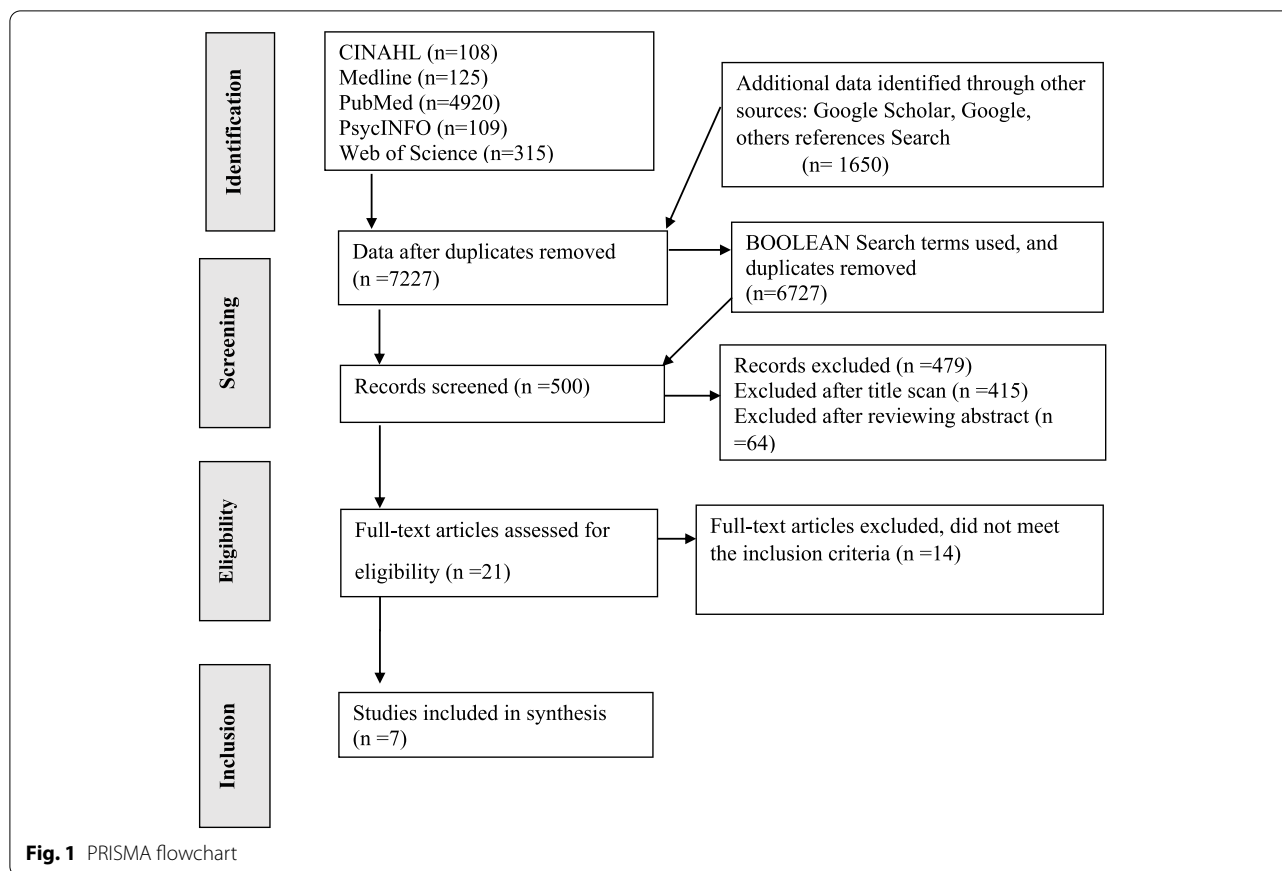 Identification
CINAHL (n=108)
Medline (n=125)
PubMed (n=4920)
PsycINFO (n=109)
Web of Science (n=315)
Additional data identified through other
sources: Google Scholar, Google,
others references Search
(n= 1650)
Data after duplicates removed
(n =7227)
BOOLEAN Search terms used, and
duplicates removed
(n=6727)
Screening
Records screened (n =500)
Records excluded (n =479)
Excluded after title scan (n =415)
Excluded after reviewing abstract (n
=64)
Eligibility
Full-text articles assessed for
eligibility (n =21)
Full-text articles excluded, did not meet
the inclusion criteria (n =14)
Inclusion
Studies included in synthesis
(n =7)
Fig. 1 PRISMA flowchart